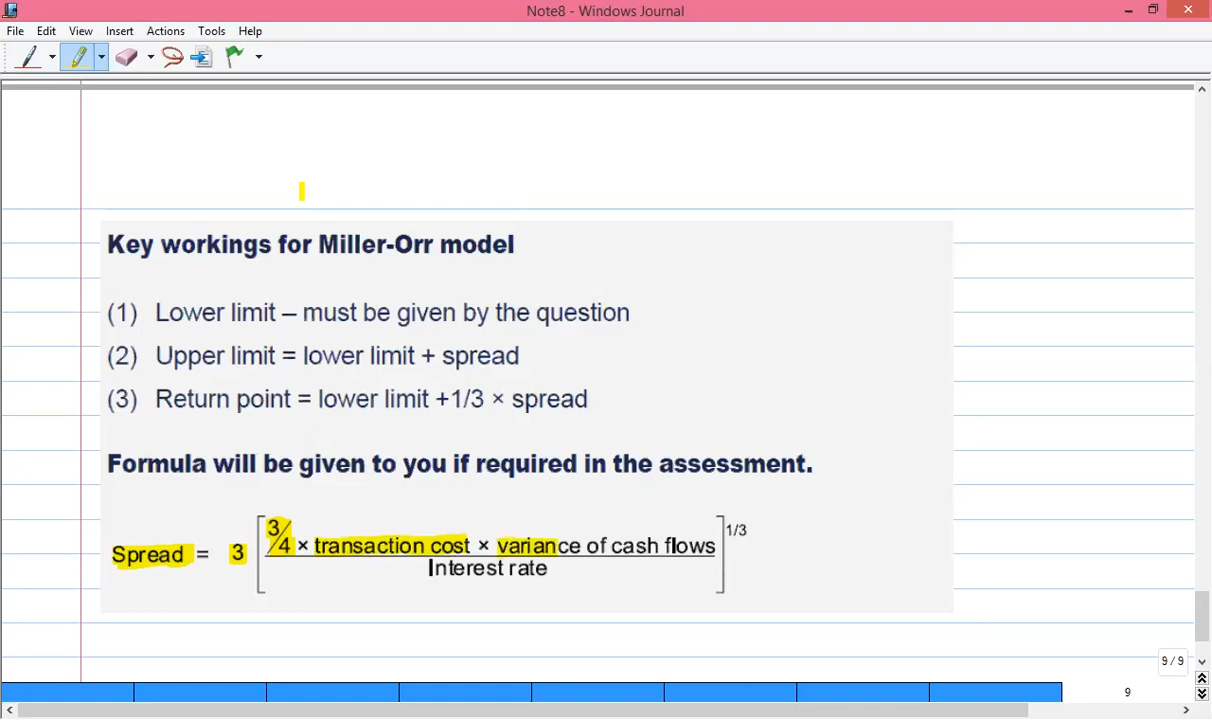 Note8 - Windows Journal
File Edit View Insert Actions Tools Help
Key workings for Miller-Orr model
(1) Lower limit – must be given by the question
(2) Upper limit = lower limit + spread
(3) Return point = lower limit +1/3 × spread
Formula will be given to you if required in the assessment.
Spread = 3 [ 3/4 × transaction cost × variance of cash flows ] 1/3
Interest rate
9 / 9
9